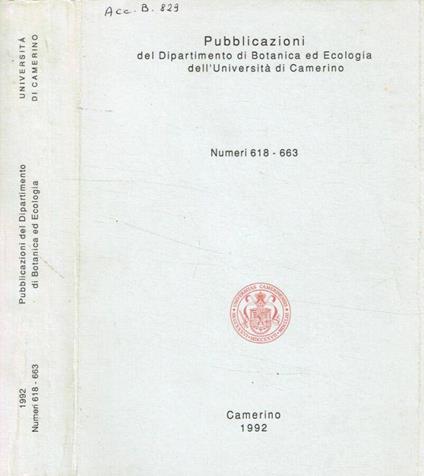 Acc. B. 829
Pubblicazioni
del Dipartimento di Botanica ed Ecologia
dell'Università di Camerino
Numeri 618 - 663
Camerino
1992
UNIVERSITÀ
DI CAMERINO
Pubblicazioni del Dipartimento
di Botanica ed Ecologia
1992
Numeri 618 - 663